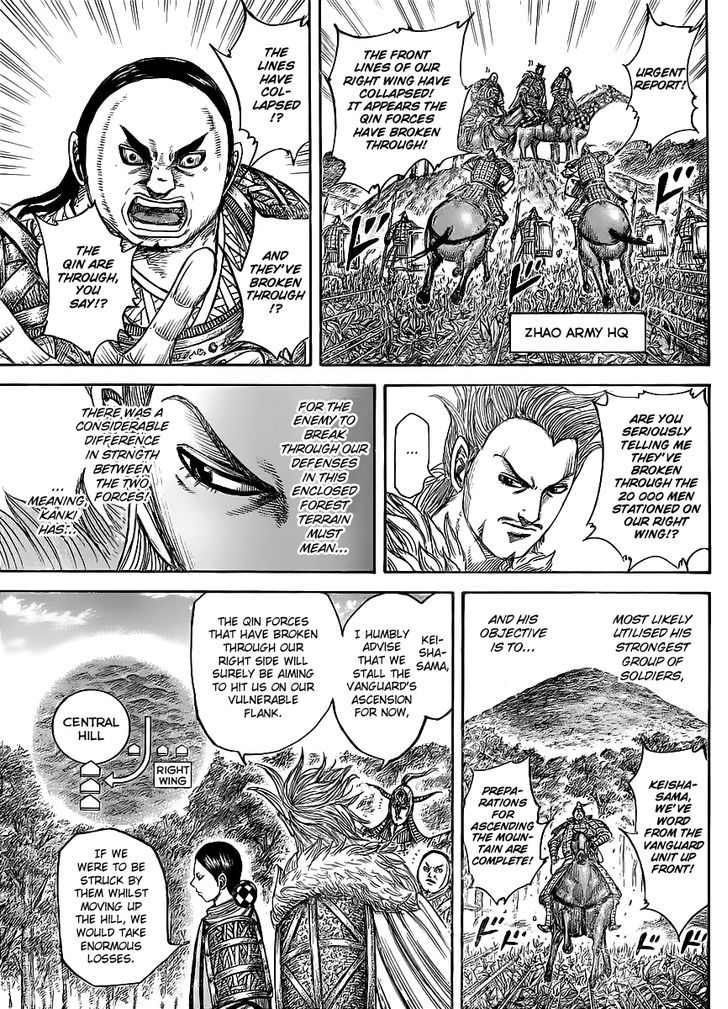 URGENT
REPORT!
THE FRONT
LINES OF OUR
RIGHT WING HAVE
COLLAPSED!
IT APPEARS THE
QIN FORCES
HAVE BROKEN
THROUGH!
ドドド
ドドド
ZHAO ARMY HQ
THE
LINES
HAVE
COL-
LAPSED
!?
AND
THEY'VE
BROKEN
THROUGH
!?
THE
QIN ARE
THROUGH,
YOU
SAY!?
ARE YOU
SERIOUSLY
TELLING ME
THEY'VE
BROKEN
THROUGH THE
20 000 MEN
STATIONED ON
OUR RIGHT
WING!?
...
FOR THE
ENEMY TO
BREAK
THROUGH OUR
DEFENSES
IN THIS
ENCLOSED
FOREST
TERRAIN
MUST
MEAN...
THERE WAS A
CONSIDERABLE
DIFFERENCE
IN STRNGTH
BETWEEN
THE TWO
FORCES!
... MEANING,
KANKI
HAS...
MOST LIKELY
UTILISED HIS
STRONGEST
GROUP OF
SOLDIERS,
AND HIS
OBJECTIVE
IS TO...
KEISHA-
SAMA,
WE'VE
WORD
FROM THE
VANGUARD
UNIT UP
FRONT!
PREPA-
RATIONS
FOR
ASCENDING
THE MOUN-
TAIN ARE
COMPLETE!
ドドド
ドドド
KEI-
SHA-
SAMA,
I HUMBLY
ADVISE
THAT WE
STALL THE
VANGUARD'S
ASCENSION
FOR NOW,
THE QIN FORCES
THAT HAVE BROKEN
THROUGH OUR
RIGHT SIDE WILL
SURELY BE AIMING
TO HIT US ON OUR
VULNERABLE
FLANK.
CENTRAL
HILL
RIGHT
WING
IF WE
WERE TO BE
STRUCK BY
THEM WHILST
MOVING UP
THE HILL, WE
WOULD TAKE
ENORMOUS
LOSSES.